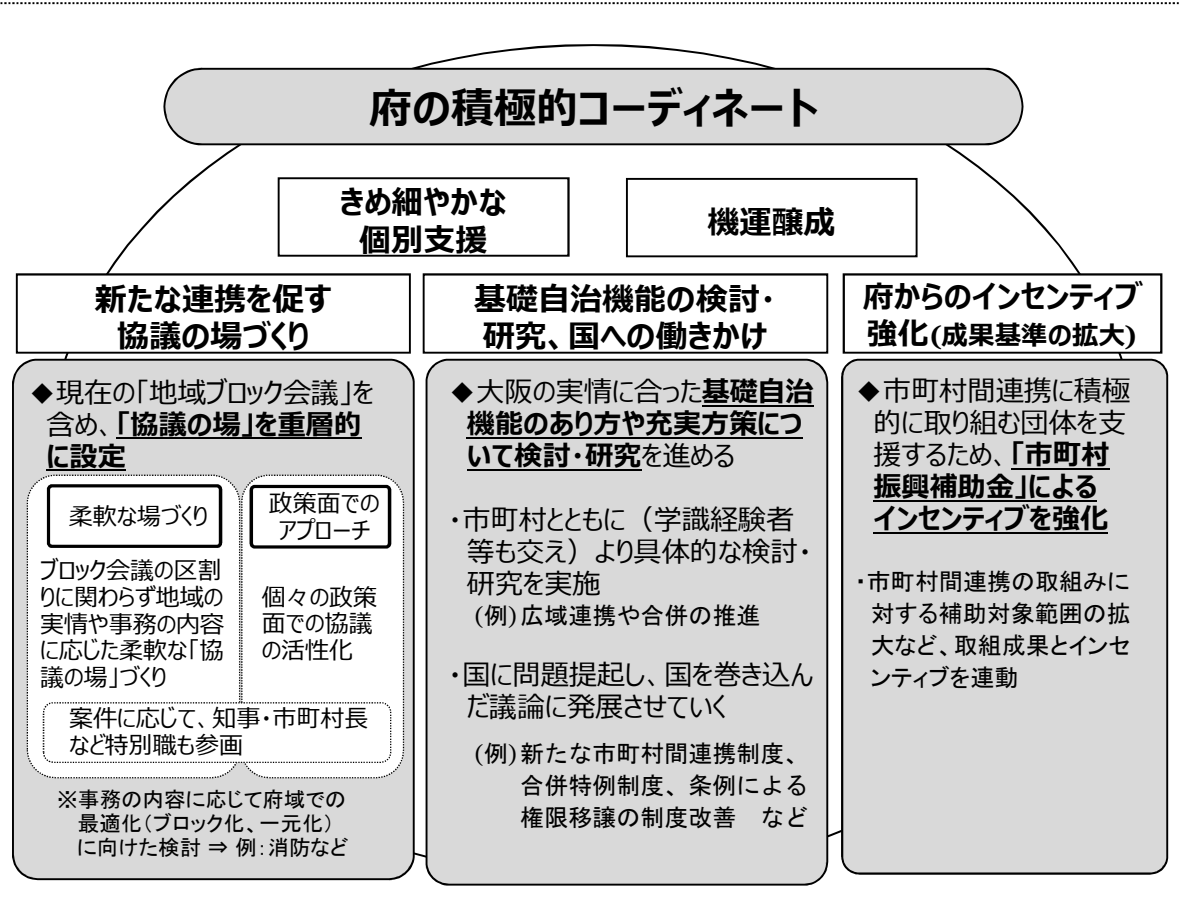 府の積極的コーディネート
きめ細やかな
個別支援
機運醸成
新たな連携を促す
協議の場づくり
◆現在の「地域ブロック会議」を
含め、「協議の場」を重層的
に設定
柔軟な場づくり
ブロック会議の区割
りに関わらず地域の
実情や事務の内容
に応じた柔軟な「協
議の場」づくり
政策面での
アプローチ
個々の政策
面での協議
の活性化
案件に応じて、知事・市町村長
など特別職も参画
※事務の内容に応じて府域での
最適化(ブロック化、一元化)
に向けた検討 ⇒ 例:消防など
基礎自治機能の検討・
研究、国への働きかけ
◆大阪の実情に合った基礎自治
機能のあり方や充実方策につ
いて検討・研究を進める
・市町村とともに(学識経験者
等も交え)より具体的な検討・
研究を実施
(例)広域連携や合併の推進
・国に問題提起し、国を巻き込ん
だ議論に発展させていく
(例)新たな市町村間連携制度、
合併特例制度、条例による
権限移譲の制度改善 など
府からのインセンティブ
強化(成果基準の拡大)
◆市町村間連携に積極
的に取り組む団体を支
援するため、「市町村
振興補助金」による
インセンティブを強化
・市町村間連携の取組みに
対する補助対象範囲の拡
大など、取組成果とインセ
ンティブを連動